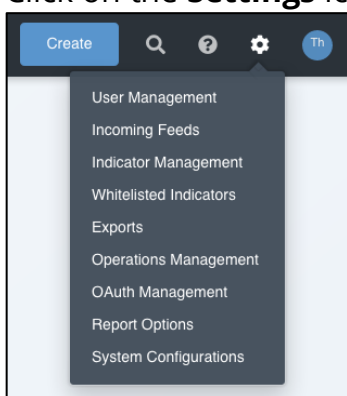 Click on the Settings ic
Create
Th
User Management
Incoming Feeds
Indicator Management
Whitelisted Indicators
Exports
Operations Management
OAuth Management
Report Options
System Configurations